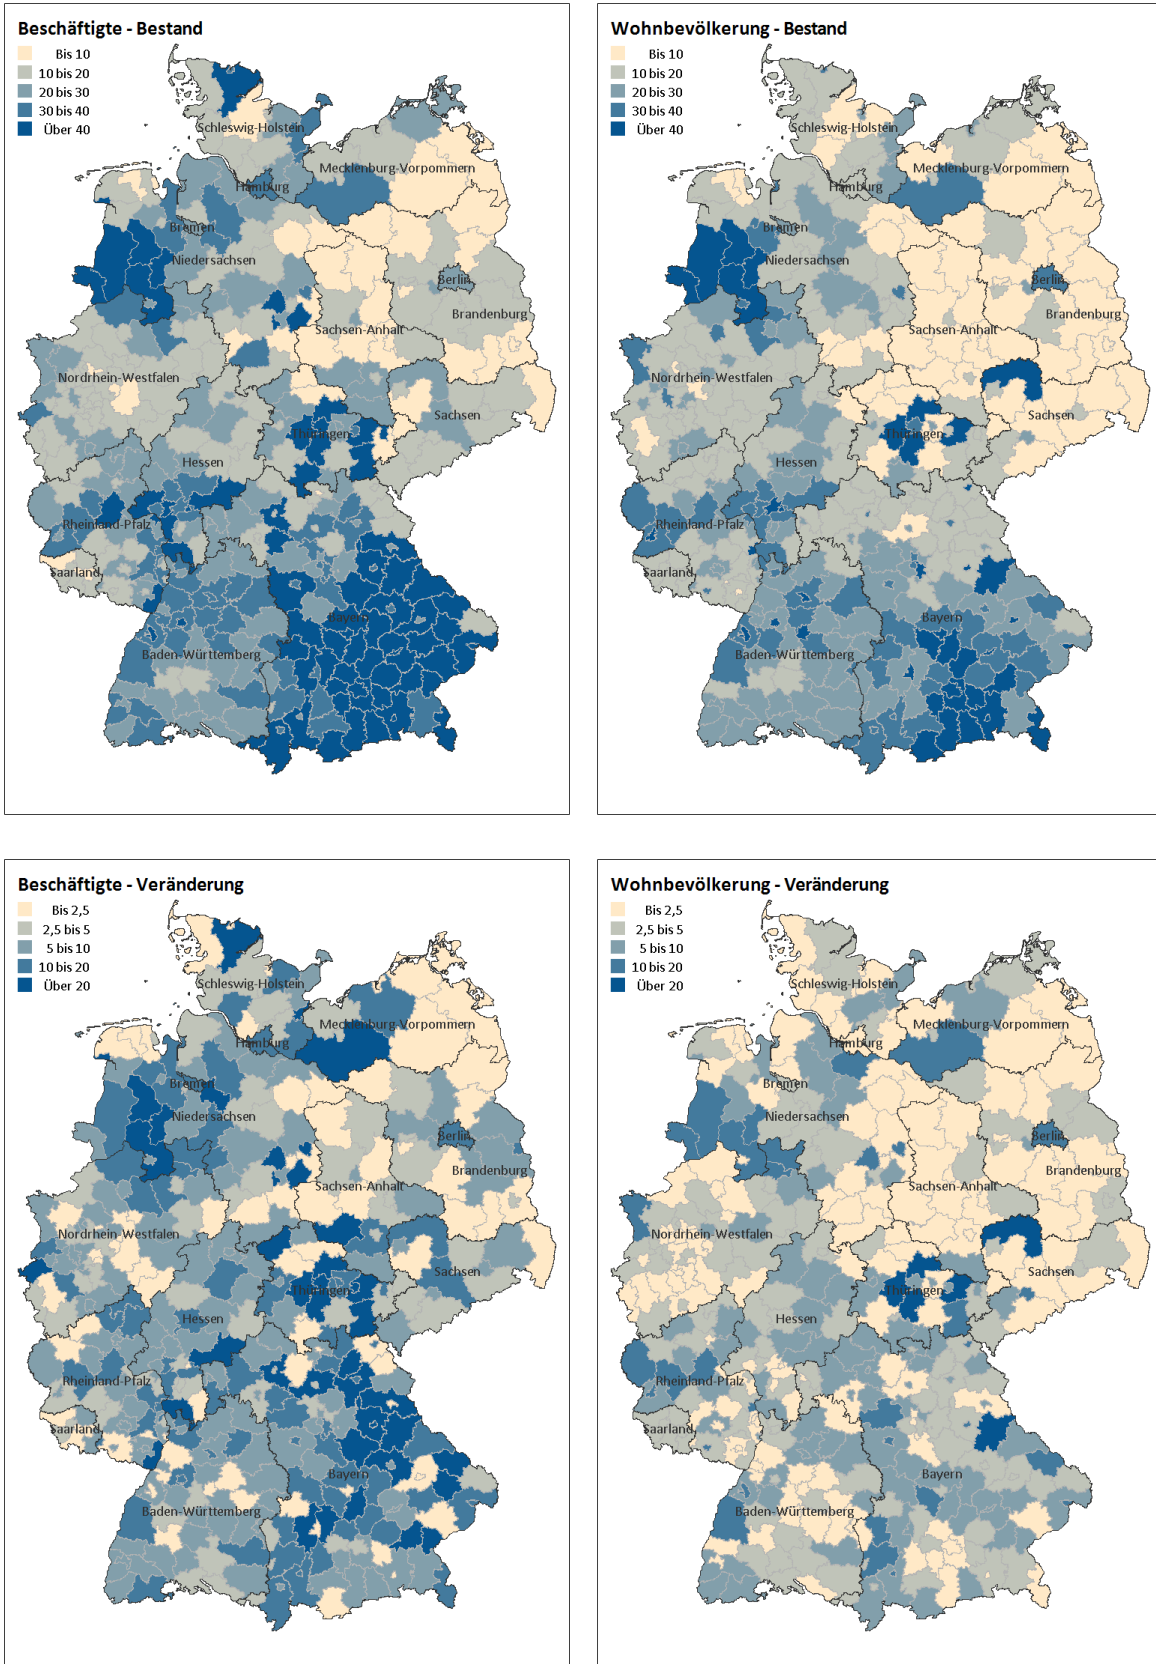 Beschäftigte - Bestand
Bis 10
10 bis 20
20 bis 30
30 bis 40
Über 40
Schleswig-Holstein
Mecklenburg-Vorpommern
Hamburg
Bremen
Niedersachsen
Berlin
Brandenburg
Sachsen-Anhalt
Nordrhein-Westfalen
Sachsen
Thüringen
Hessen
Rheinland-Pfalz
Saarland
Bayern
Baden-Württemberg
Wohnbevölkerung - Bestand
Bis 10
10 bis 20
20 bis 30
30 bis 40
Über 40
Schleswig-Holstein
Mecklenburg-Vorpommern
Hamburg
Bremen
Niedersachsen
Berlin
Brandenburg
Sachsen-Anhalt
Nordrhein-Westfalen
Sachsen
Thüringen
Hessen
Rheinland-Pfalz
Saarland
Bayern
Baden-Württemberg
Beschäftigte - Veränderung
Bis 2,5
2,5 bis 5
5 bis 10
10 bis 20
Über 20
Schleswig-Holstein
Mecklenburg-Vorpommern
Hamburg
Bremen
Niedersachsen
Berlin
Brandenburg
Sachsen-Anhalt
Nordrhein-Westfalen
Sachsen
Thüringen
Hessen
Rheinland-Pfalz
Saarland
Bayern
Baden-Württemberg
Wohnbevölkerung - Veränderung
Bis 2,5
2,5 bis 5
5 bis 10
10 bis 20
Über 20
Schleswig-Holstein
Mecklenburg-Vorpommern
Hamburg
Bremen
Niedersachsen
Berlin
Brandenburg
Sachsen-Anhalt
Nordrhein-Westfalen
Sachsen
Thüringen
Hessen
Rheinland-Pfalz
Saarland
Bayern
Baden-Württemberg